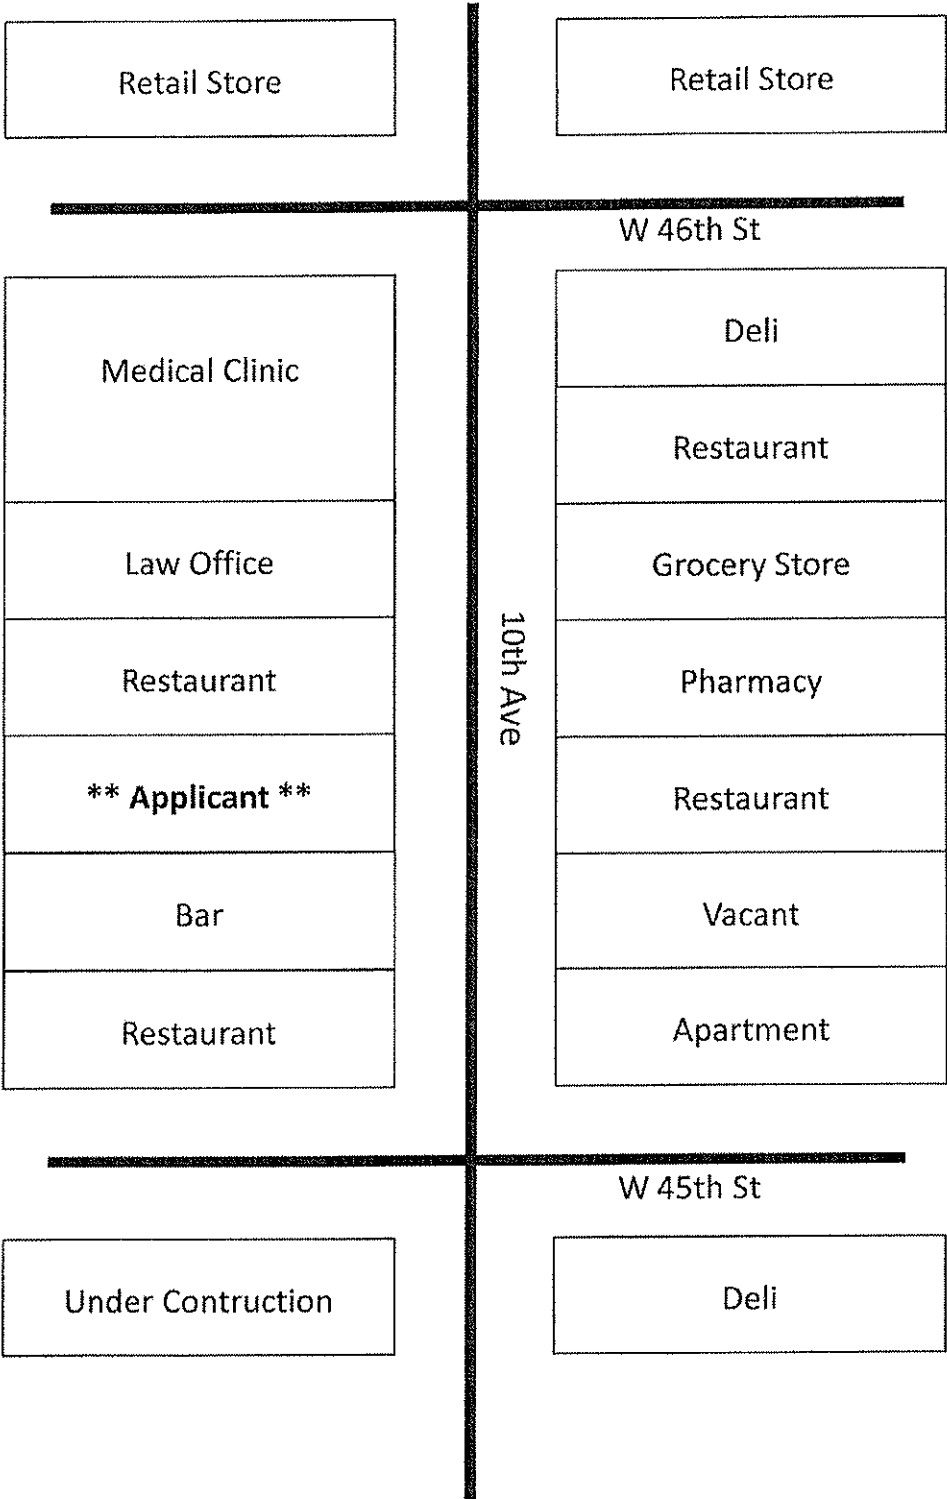 Retail Store
Retail Store
W 46th St
Medical Clinic
Law Office
Restaurant
** Applicant **
Bar
Restaurant
10th Ave
Deli
Restaurant
Grocery Store
Pharmacy
Restaurant
Vacant
Apartment
W 45th St
Under Contruction
Deli